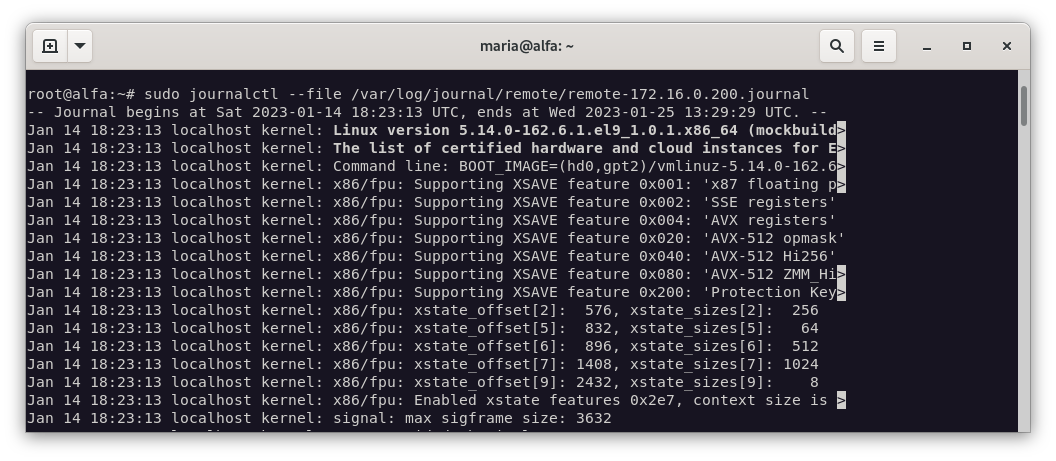 maria@alfa: ~
root@alfa:~# sudo journalctl --file /var/log/journal/remote/remote-172.16.0.200.journal
-- Journal begins at Sat 2023-01-14 18:23:13 UTC, ends at Wed 2023-01-25 13:29:29 UTC. --
Jan 14 18:23:13 localhost kernel: Linux version 5.14.0-162.6.1.el9_1.0.1.x86_64 (mockbuild>
Jan 14 18:23:13 localhost kernel: The list of certified hardware and cloud instances for E>
Jan 14 18:23:13 localhost kernel: Command line: BOOT_IMAGE=(hd0,gpt2)/vmlinuz-5.14.0-162.6>
Jan 14 18:23:13 localhost kernel: x86/fpu: Supporting XSAVE feature 0x001: 'x87 floating p>
Jan 14 18:23:13 localhost kernel: x86/fpu: Supporting XSAVE feature 0x002: 'SSE registers'
Jan 14 18:23:13 localhost kernel: x86/fpu: Supporting XSAVE feature 0x004: 'AVX registers'
Jan 14 18:23:13 localhost kernel: x86/fpu: Supporting XSAVE feature 0x020: 'AVX-512 opmask'
Jan 14 18:23:13 localhost kernel: x86/fpu: Supporting XSAVE feature 0x040: 'AVX-512 Hi256'
Jan 14 18:23:13 localhost kernel: x86/fpu: Supporting XSAVE feature 0x080: 'AVX-512 ZMM_Hi>
Jan 14 18:23:13 localhost kernel: x86/fpu: Supporting XSAVE feature 0x200: 'Protection Key>
Jan 14 18:23:13 localhost kernel: x86/fpu: xstate_offset[2]:  576, xstate_sizes[2]:  256
Jan 14 18:23:13 localhost kernel: x86/fpu: xstate_offset[5]:  832, xstate_sizes[5]:   64
Jan 14 18:23:13 localhost kernel: x86/fpu: xstate_offset[6]:  896, xstate_sizes[6]:  512
Jan 14 18:23:13 localhost kernel: x86/fpu: xstate_offset[7]: 1408, xstate_sizes[7]: 1024
Jan 14 18:23:13 localhost kernel: x86/fpu: xstate_offset[9]: 2432, xstate_sizes[9]:    8
Jan 14 18:23:13 localhost kernel: x86/fpu: Enabled xstate features 0x2e7, context size is >
Jan 14 18:23:13 localhost kernel: signal: max sigframe size: 3632